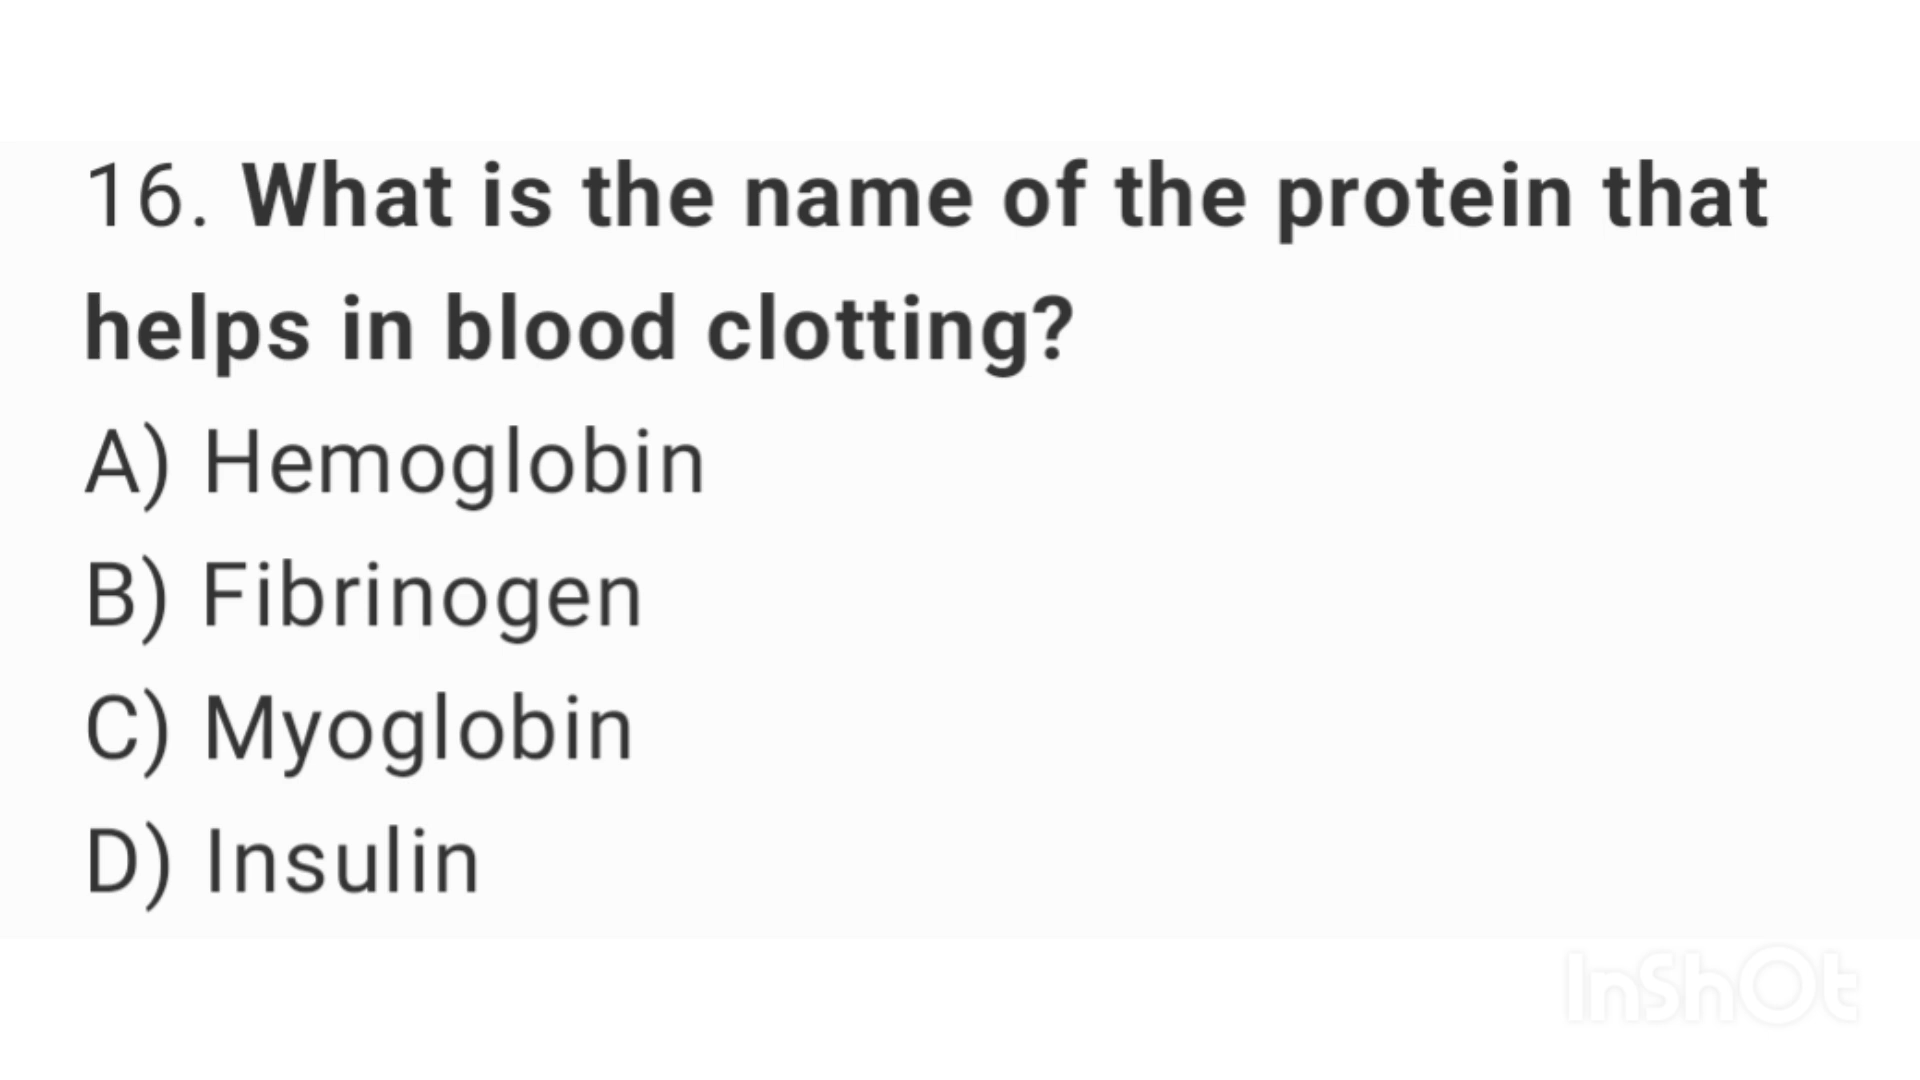 16. What is the name of the protein that
helps in blood clotting?
A) Hemoglobin
B) Fibrinogen
C) Myoglobin
D) Insulin
InShOt